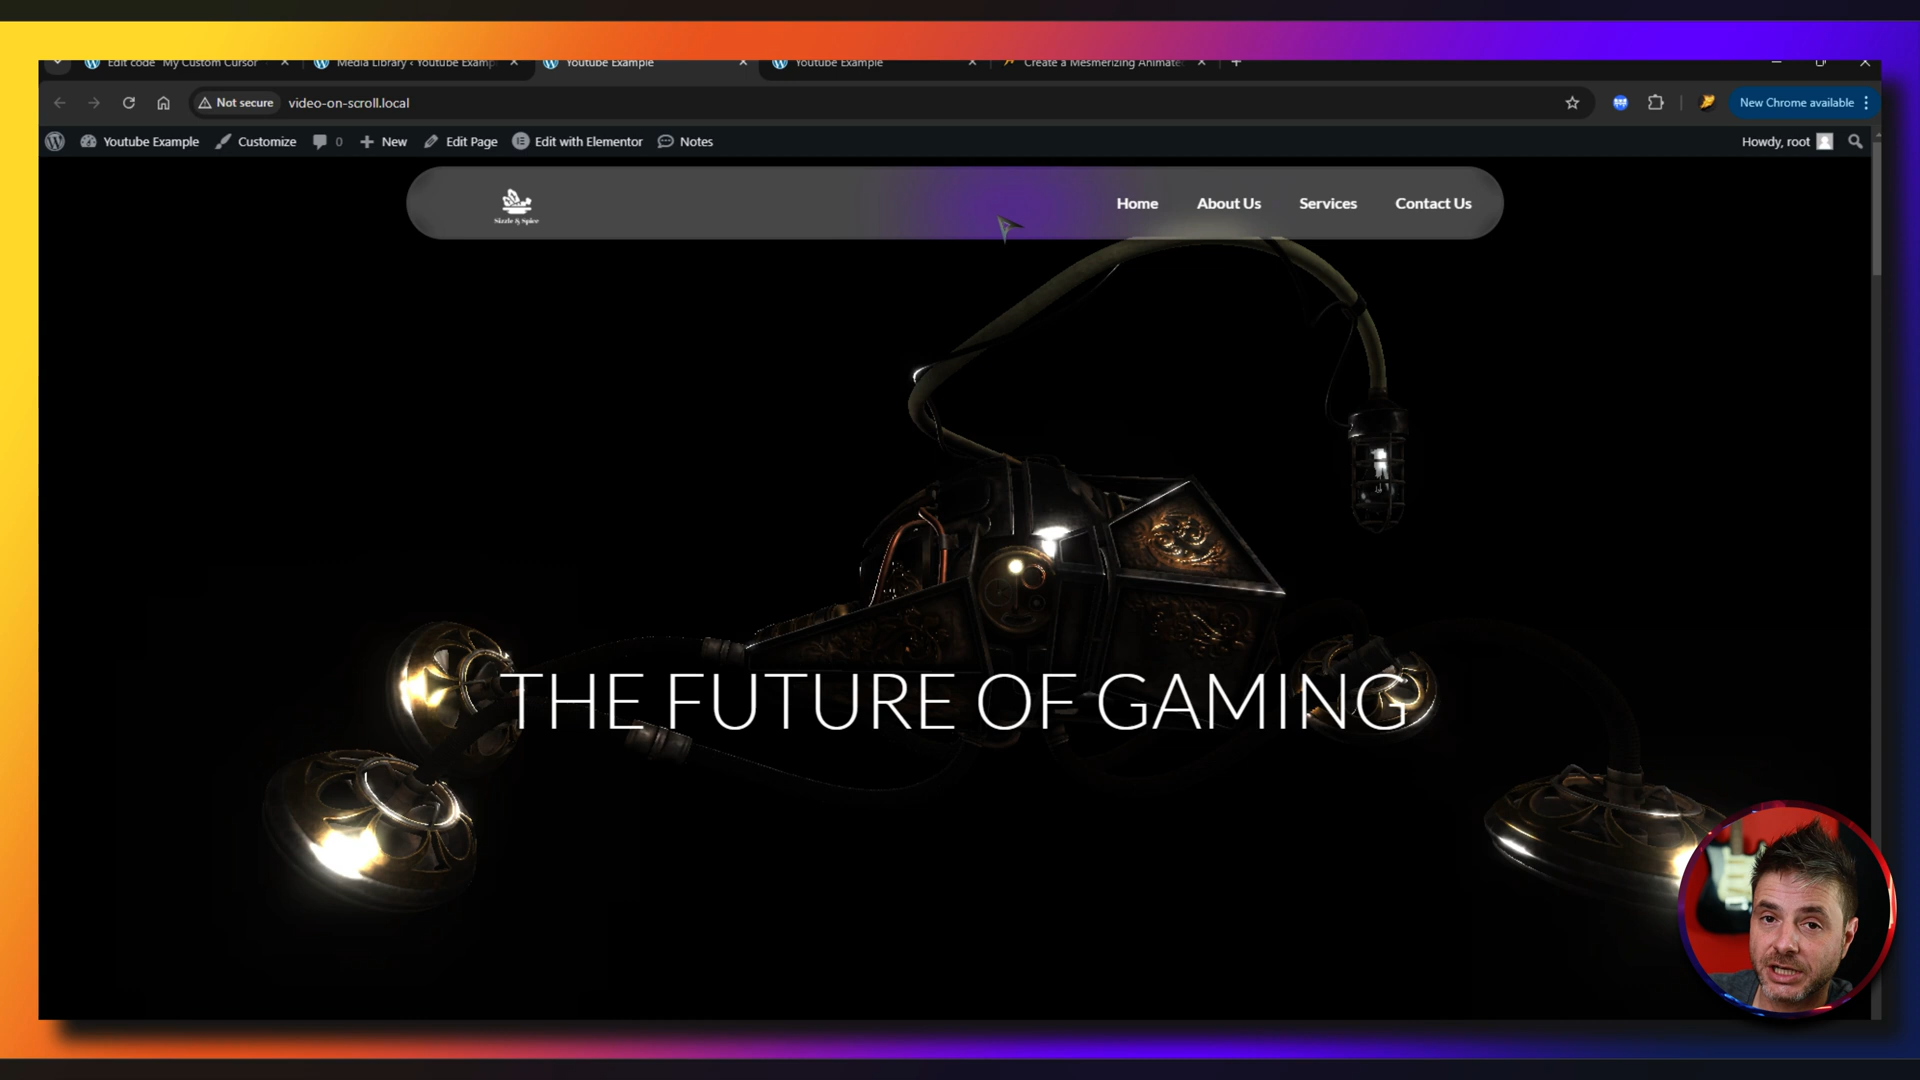 Edit code "My Custom Cursor"
Media Library ‹ Youtube Examp
Youtube Example
Youtube Example
Create a Mesmerizing Animate
Not secure
video-on-scroll.local
New Chrome available
Youtube Example
Customize
0
New
Edit Page
Edit with Elementor
Notes
Howdy, root
Sizzle & Spice
Home
About Us
Services
Contact Us
THE FUTURE OF GAMING